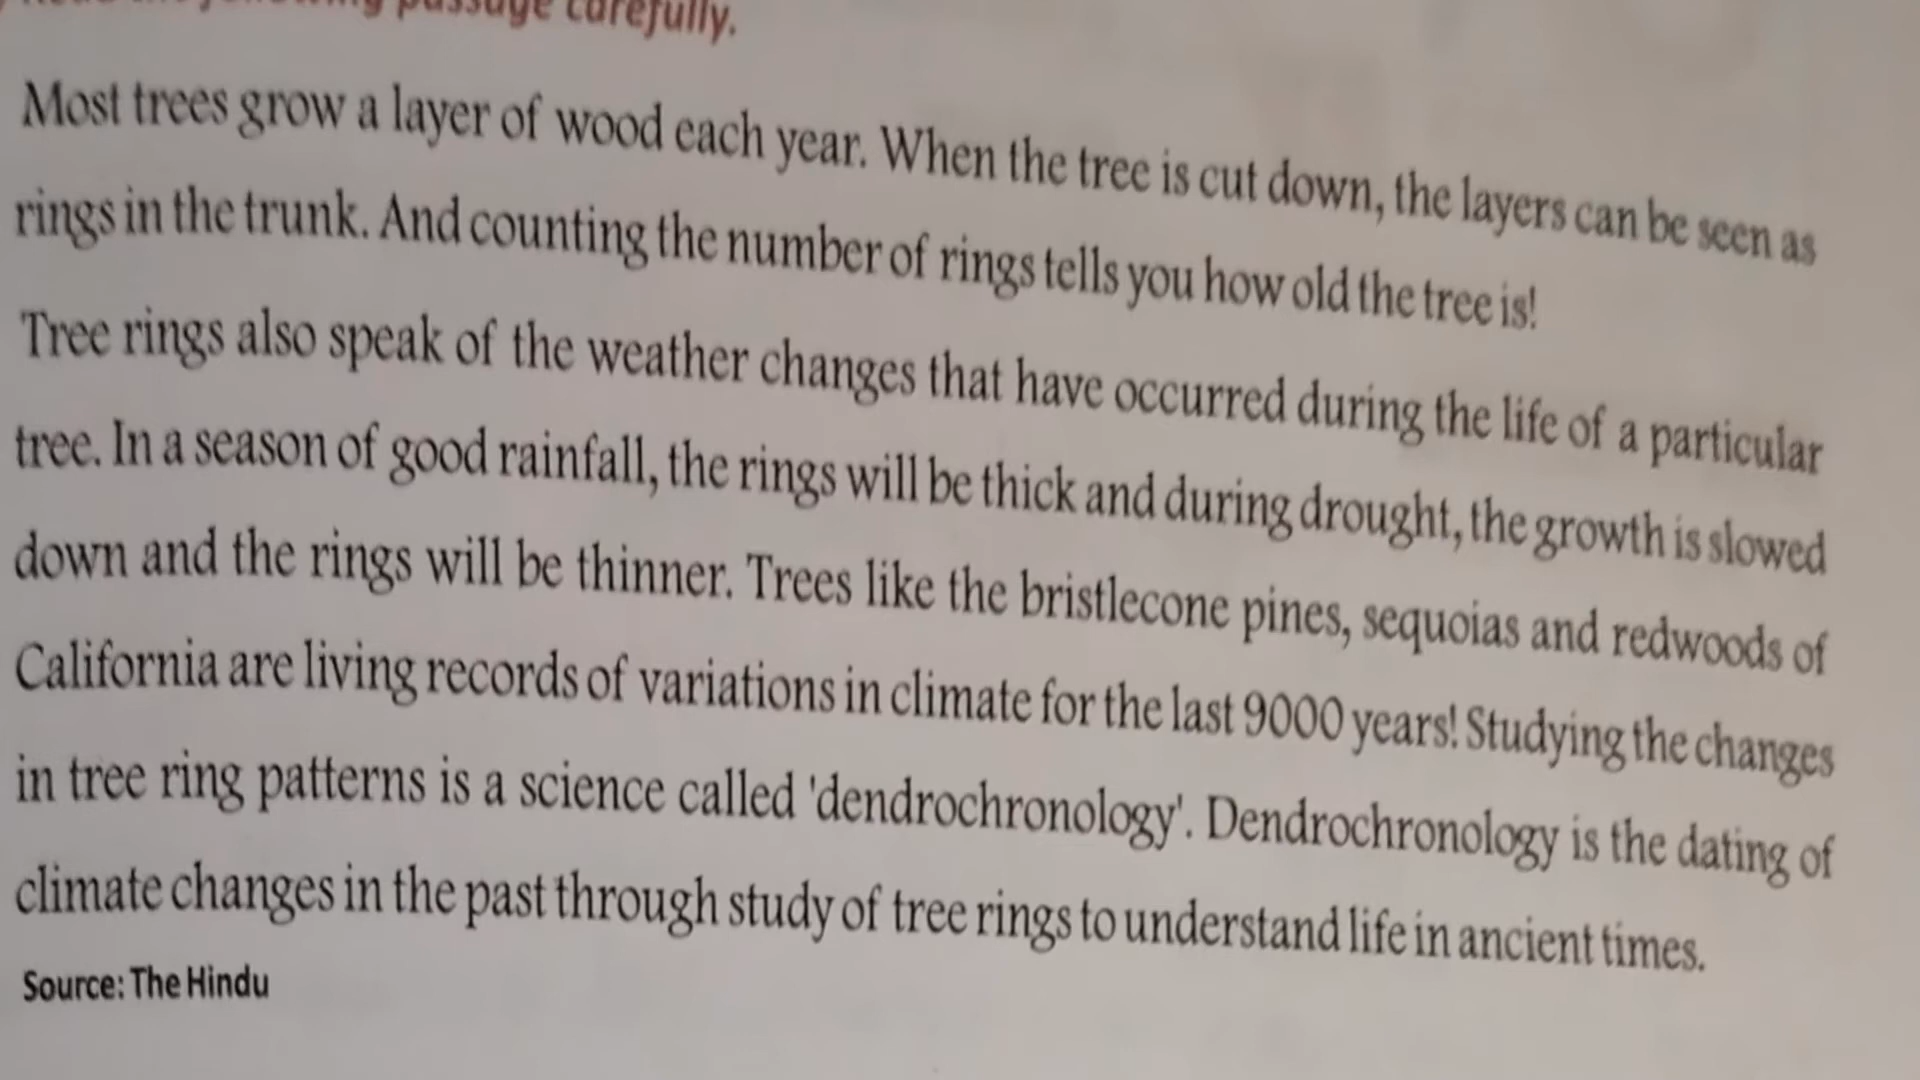 following passage carefully.
Most trees grow a layer of wood each year. When the tree is cut down, the layers can be seen as
rings in the trunk. And counting the number of rings tells you how old the tree is!
Tree rings also speak of the weather changes that have occurred during the life of a particular
tree. In a season of good rainfall, the rings will be thick and during drought, the growth is slowed
down and the rings will be thinner. Trees like the bristlecone pines, sequoias and redwoods of
California are living records of variations in climate for the last 9000 years! Studying the changes
in tree ring patterns is a science called 'dendrochronology'. Dendrochronology is the dating of
climate changes in the past through study of tree rings to understand life in ancient times.
Source: The Hindu